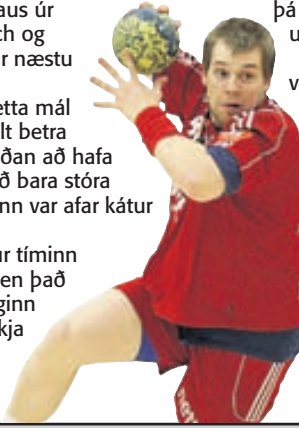 aus úr
ch og
r næstu
etta mál
lt betra
ðan að hafa
ð bara stóra
nn var afar kátur
ur tíminn
en það
ginn
kja
þá
u
v